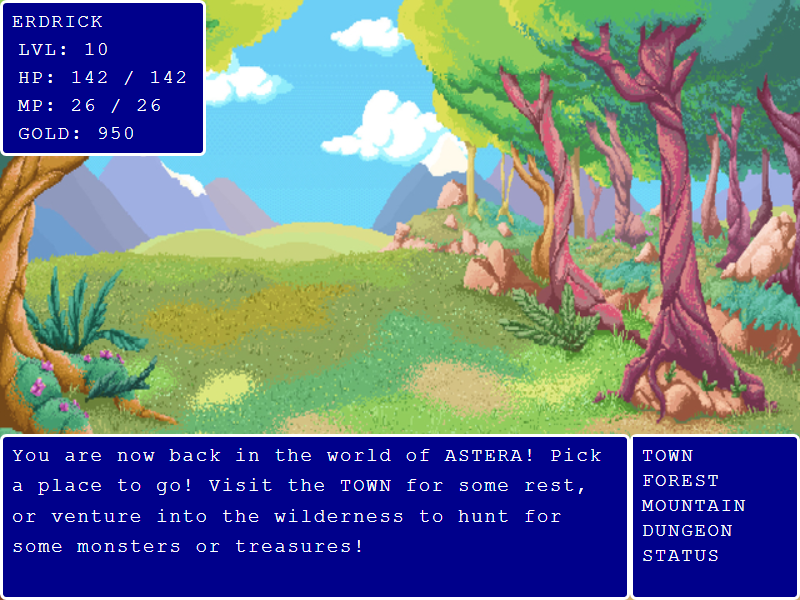 ERDRICK
LVL: 10
HP: 142 / 142
MP: 26 / 26
GOLD: 950
You are now back in the world of ASTERA! Pick
a place to go! Visit the TOWN for some rest,
or venture into the wilderness to hunt for
some monsters or treasures!
TOWN
FOREST
MOUNTAIN
DUNGEON
STATUS